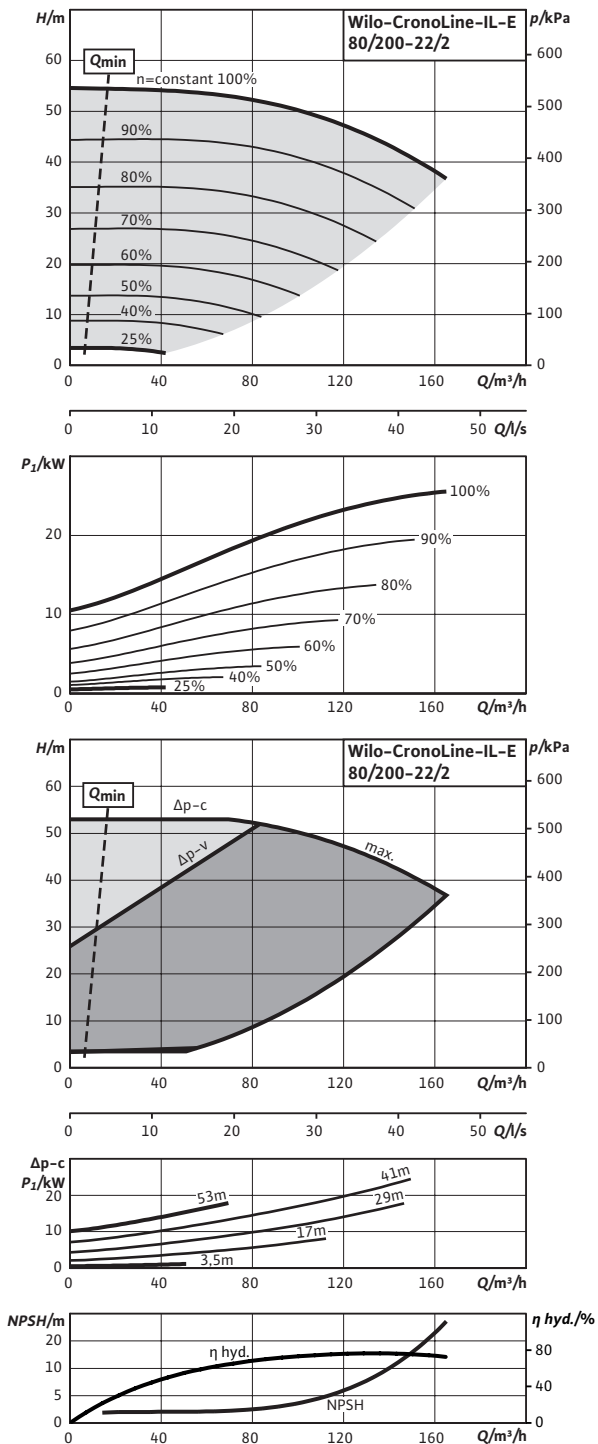 H/m
Wilo-CronoLine-IL-E
80/200-22/2
p/kPa
Qmin
n=constant 100%
90%
80%
70%
60%
50%
40%
25%
60
50
40
30
20
10
0
600
500
400
300
200
100
0
0 40 80 120 160 Q/m³/h
0 10 20 30 40 50 Q/l/s
P₁/kW
20
10
0
100%
90%
80%
70%
60%
50%
40%
25%
0 40 80 120 160 Q/m³/h
H/m
Wilo-CronoLine-IL-E
80/200-22/2
p/kPa
Qmin
Δp-c
Δp-v
max.
60
50
40
30
20
10
0
600
500
400
300
200
100
0
0 40 80 120 160 Q/m³/h
0 10 20 30 40 50 Q/l/s
Δp-c
P₁/kW
20
10
0
53m
41m
29m
17m
3,5m
0 40 80 120 160 Q/m³/h
NPSH/m
η hyd./%
20
10
5
0
80
40
0
η hyd.
NPSH
0 40 80 120 160 Q/m³/h